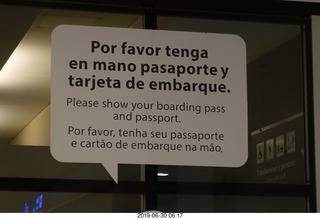 Por favor tenga
en mano pasaporte y
tarjeta de embarque.
Please show your boarding pass
and passport.
Por favor, tenha seu passaporte
e cartão de embarque na mão.
2019-06-30 06:17